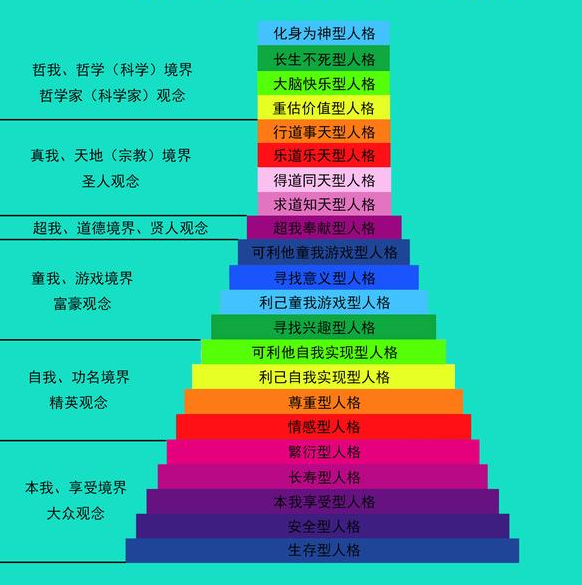 化身为神型人格
长生不死型人格
哲我、哲学（科学）境界
大脑快乐型人格
哲学家（科学家）观念
重估价值型人格
行道事天型人格
真我、天地（宗教）境界
乐道乐天型人格
圣人观念
得道同天型人格
求道知天型人格
超我、道德境界、贤人观念
超我奉献型人格
可利他童我游戏型人格
童我、游戏境界
寻找意义型人格
富豪观念
利己童我游戏型人格
寻找兴趣型人格
可利他自我实现型人格
自我、功名境界
利己自我实现型人格
精英观念
尊重型人格
情感型人格
繁衍型人格
长寿型人格
本我、享受境界
本我享受型人格
大众观念
安全型人格
生存型人格